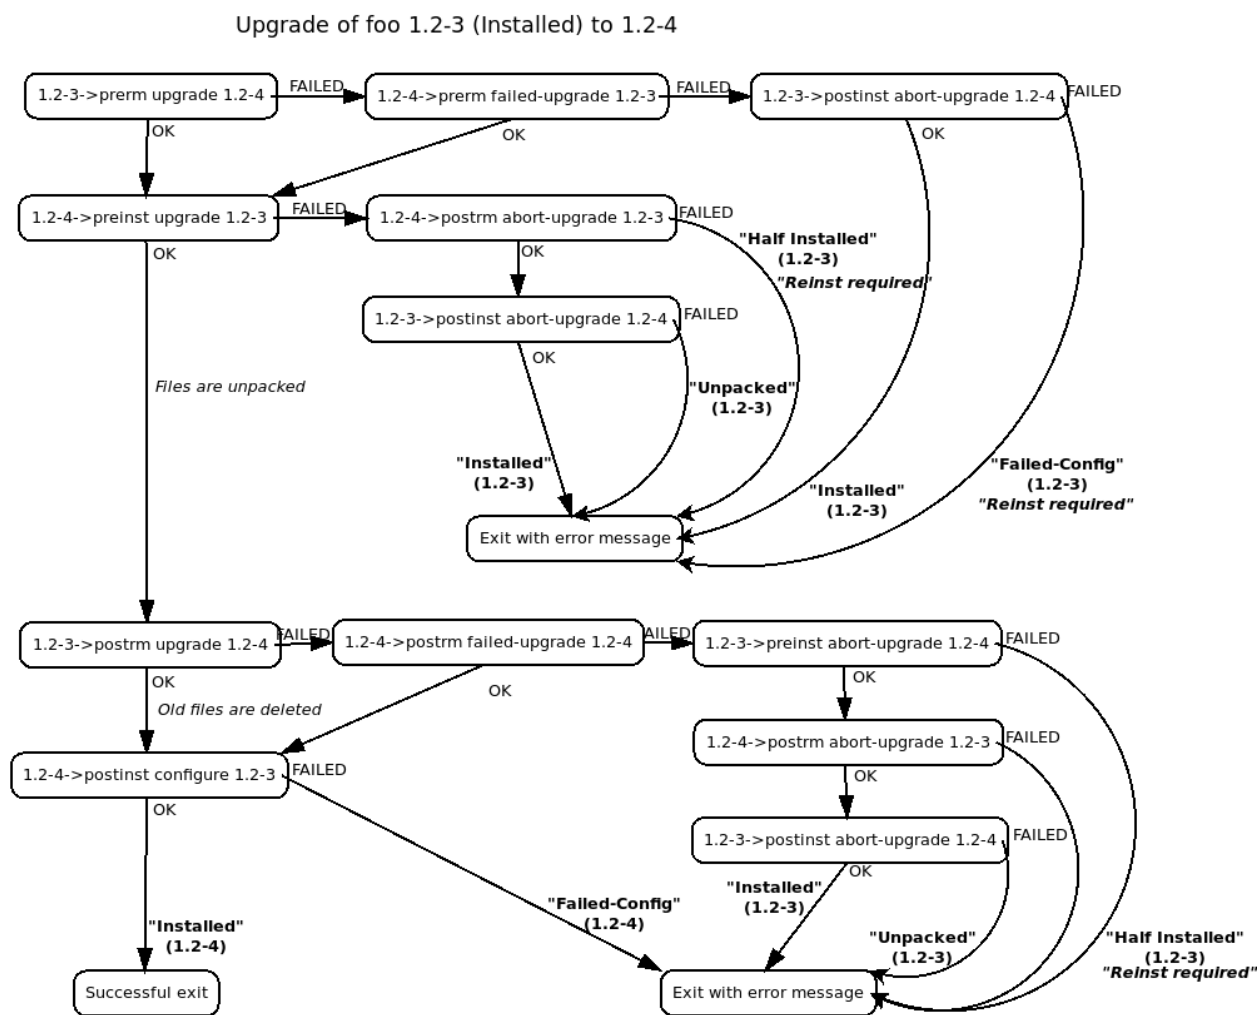 Upgrade of foo 1.2-3 (Installed) to 1.2-4
1.2-3->prerm upgrade 1.2-4
FAILED
1.2-4->prerm failed-upgrade 1.2-3
FAILED
1.2-3->postinst abort-upgrade 1.2-4
FAILED
OK
OK
OK
1.2-4->preinst upgrade 1.2-3
FAILED
1.2-4->postrm abort-upgrade 1.2-3
FAILED
OK
OK
"Half Installed"
(1.2-3)
"Reinst required"
1.2-3->postinst abort-upgrade 1.2-4
FAILED
OK
Files are unpacked
"Unpacked"
(1.2-3)
"Installed"
(1.2-3)
"Installed"
(1.2-3)
"Failed-Config"
(1.2-3)
"Reinst required"
Exit with error message
1.2-3->postrm upgrade 1.2-4
FAILED
1.2-4->postrm failed-upgrade 1.2-4
AILED
1.2-3->preinst abort-upgrade 1.2-4
FAILED
OK
OK
OK
Old files are deleted
1.2-4->postrm abort-upgrade 1.2-3
FAILED
OK
1.2-4->postinst configure 1.2-3
FAILED
OK
1.2-3->postinst abort-upgrade 1.2-4
FAILED
OK
"Installed"
(1.2-3)
"Failed-Config"
(1.2-4)
"Installed"
(1.2-4)
"Unpacked"
(1.2-3)
"Half Installed"
(1.2-3)
"Reinst required"
Successful exit
Exit with error message